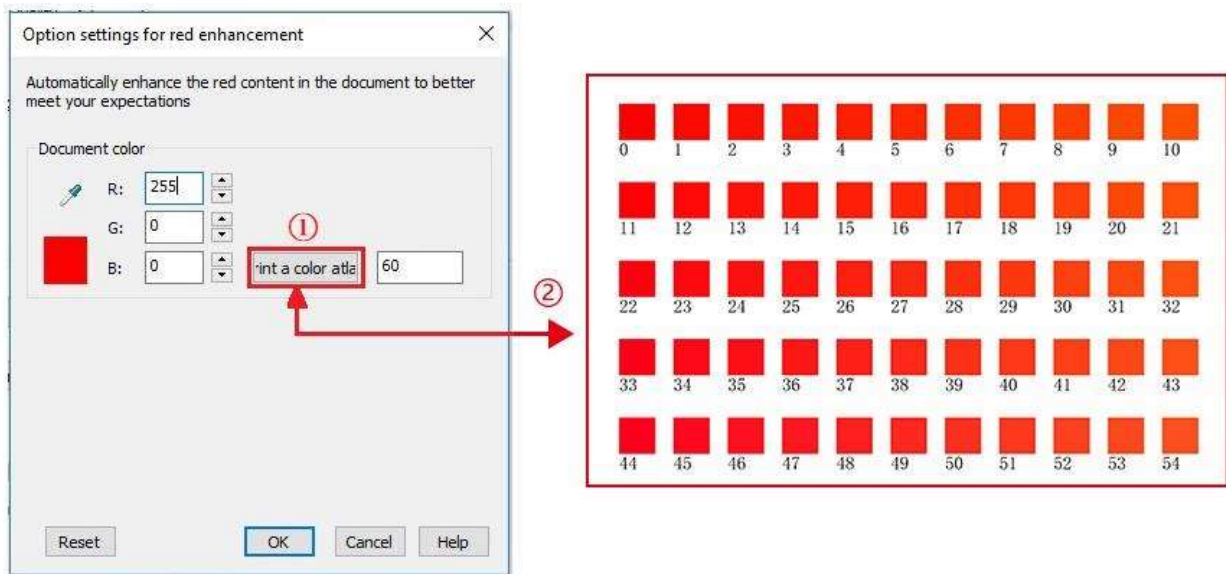 Option settings for red enhancement
Automatically enhance the red content in the document to better
meet your expectations
Document color
R: 255
G: 0
①
B: 0
rint a color atla
60
②
0 1 2 3 4 5 6 7 8 9 10
11 12 13 14 15 16 17 18 19 20 21
22 23 24 25 26 27 28 29 30 31 32
33 34 35 36 37 38 39 40 41 42 43
44 45 46 47 48 49 50 51 52 53 54
Reset OK Cancel Help